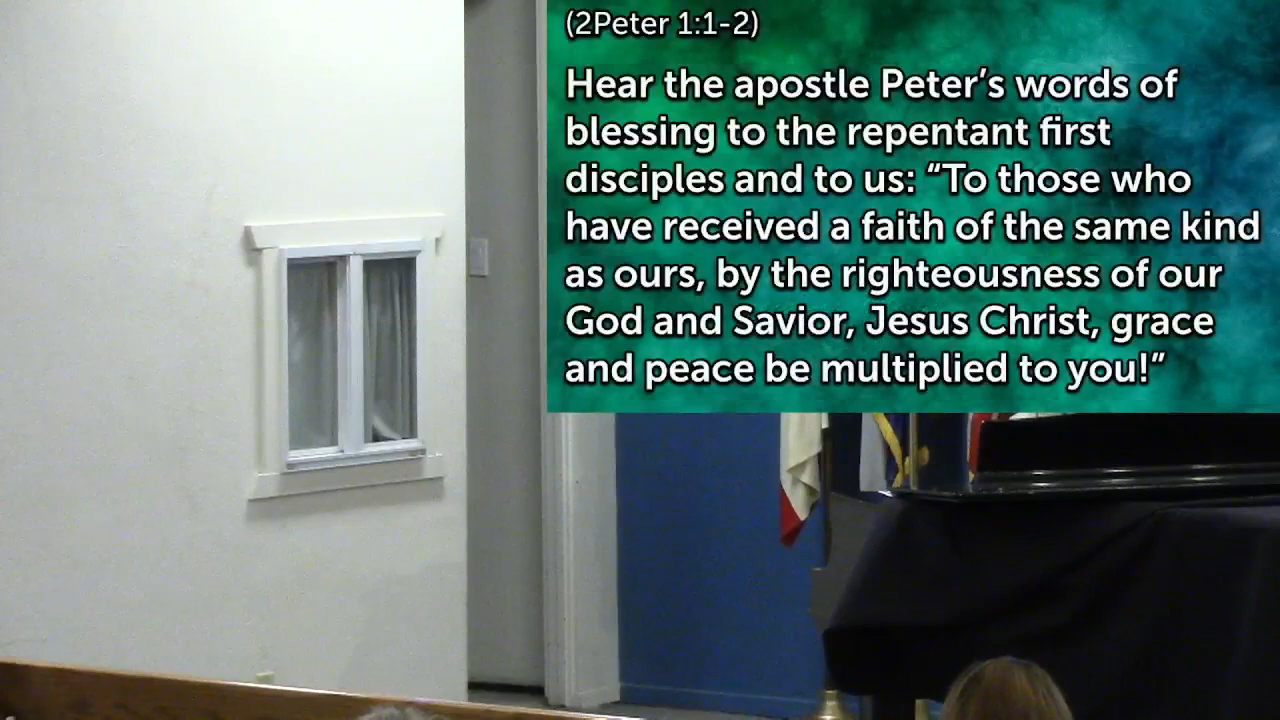 (2Peter 1:1-2)
Hear the apostle Peter’s words of
blessing to the repentant first
disciples and to us: “To those who
have received a faith of the same kind
as ours, by the righteousness of our
God and Savior, Jesus Christ, grace
and peace be multiplied to you!”